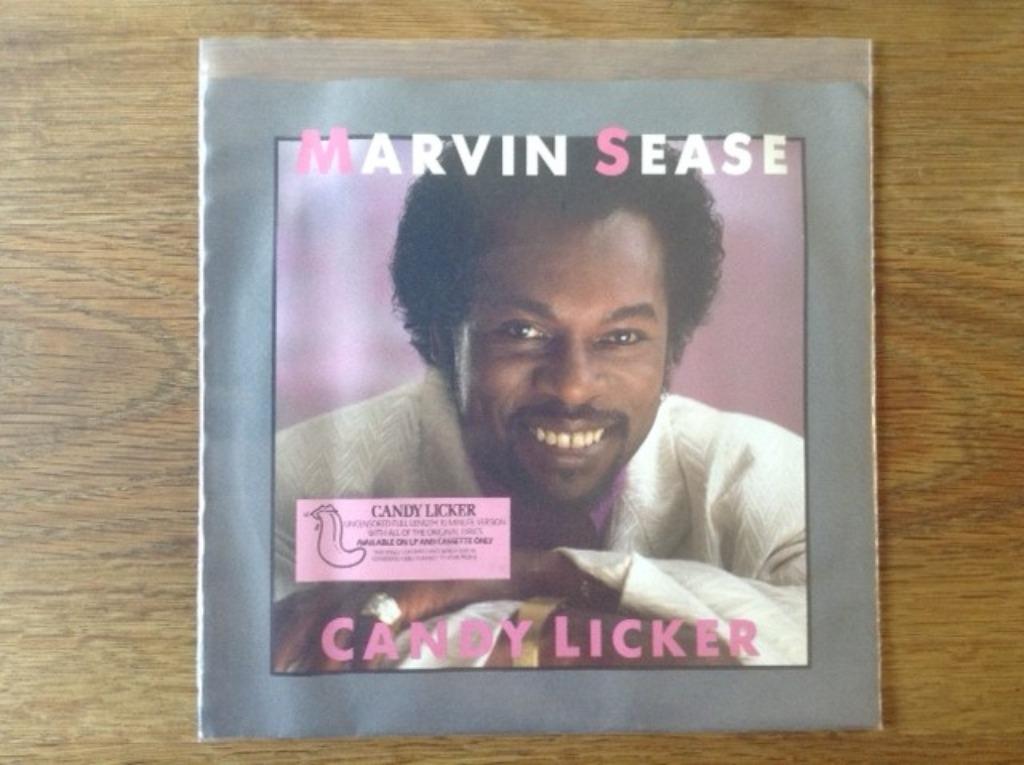 MARVIN SEASE
CANDY LICKER
UNCENSORED FULL LENGTH 10 MINUTE VERSION
WITH ALL OF THE ORIGINAL LYRICS
AVAILABLE ON LP AND CASSETTE ONLY
CANDY LICKER